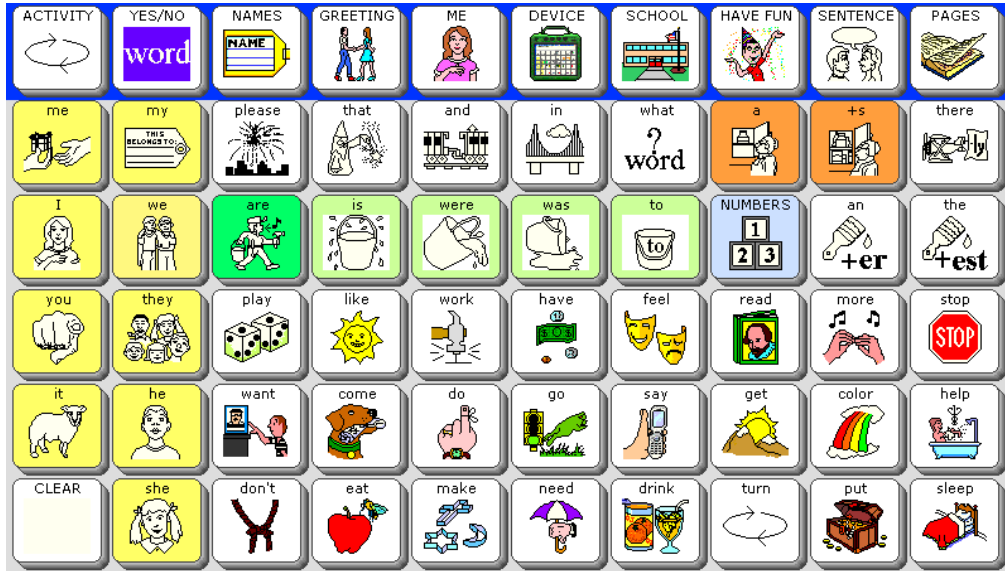 ACTIVITY YES/NO NAMES GREETING ME DEVICE SCHOOL HAVE FUN SENTENCE PAGES
word NAME
me my please that and in what a +s there
THIS BELONGS TO: ? word -ly
I we are is were was to NUMBERS an the
to 1 2 3 +er +est
you they play like work have feel read more stop
STOP
it he want come do go say get color help
CLEAR she don't eat make need drink turn put sleep